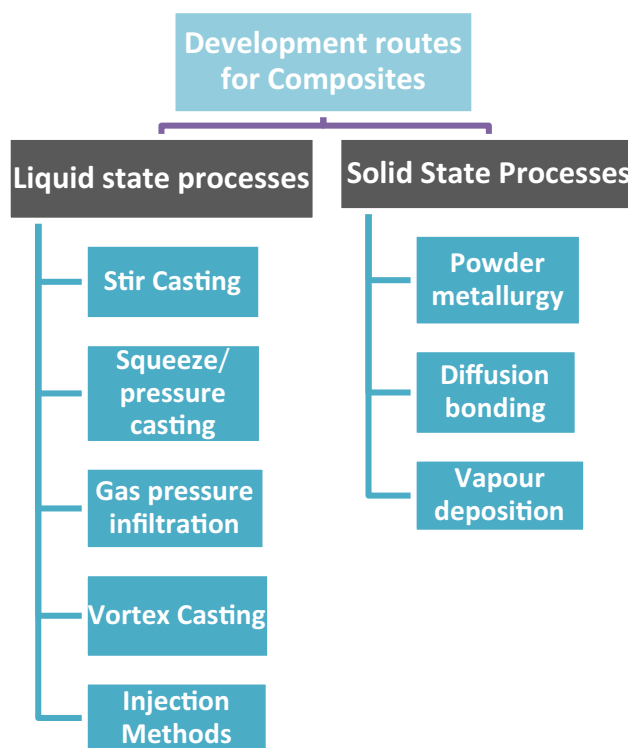 Development routes
for Composites
Liquid state processes
Stir Casting
Squeeze/
pressure
casting
Gas pressure
infiltration
Vortex Casting
Injection
Methods
Solid State Processes
Powder
metallurgy
Diffusion
bonding
Vapour
deposition